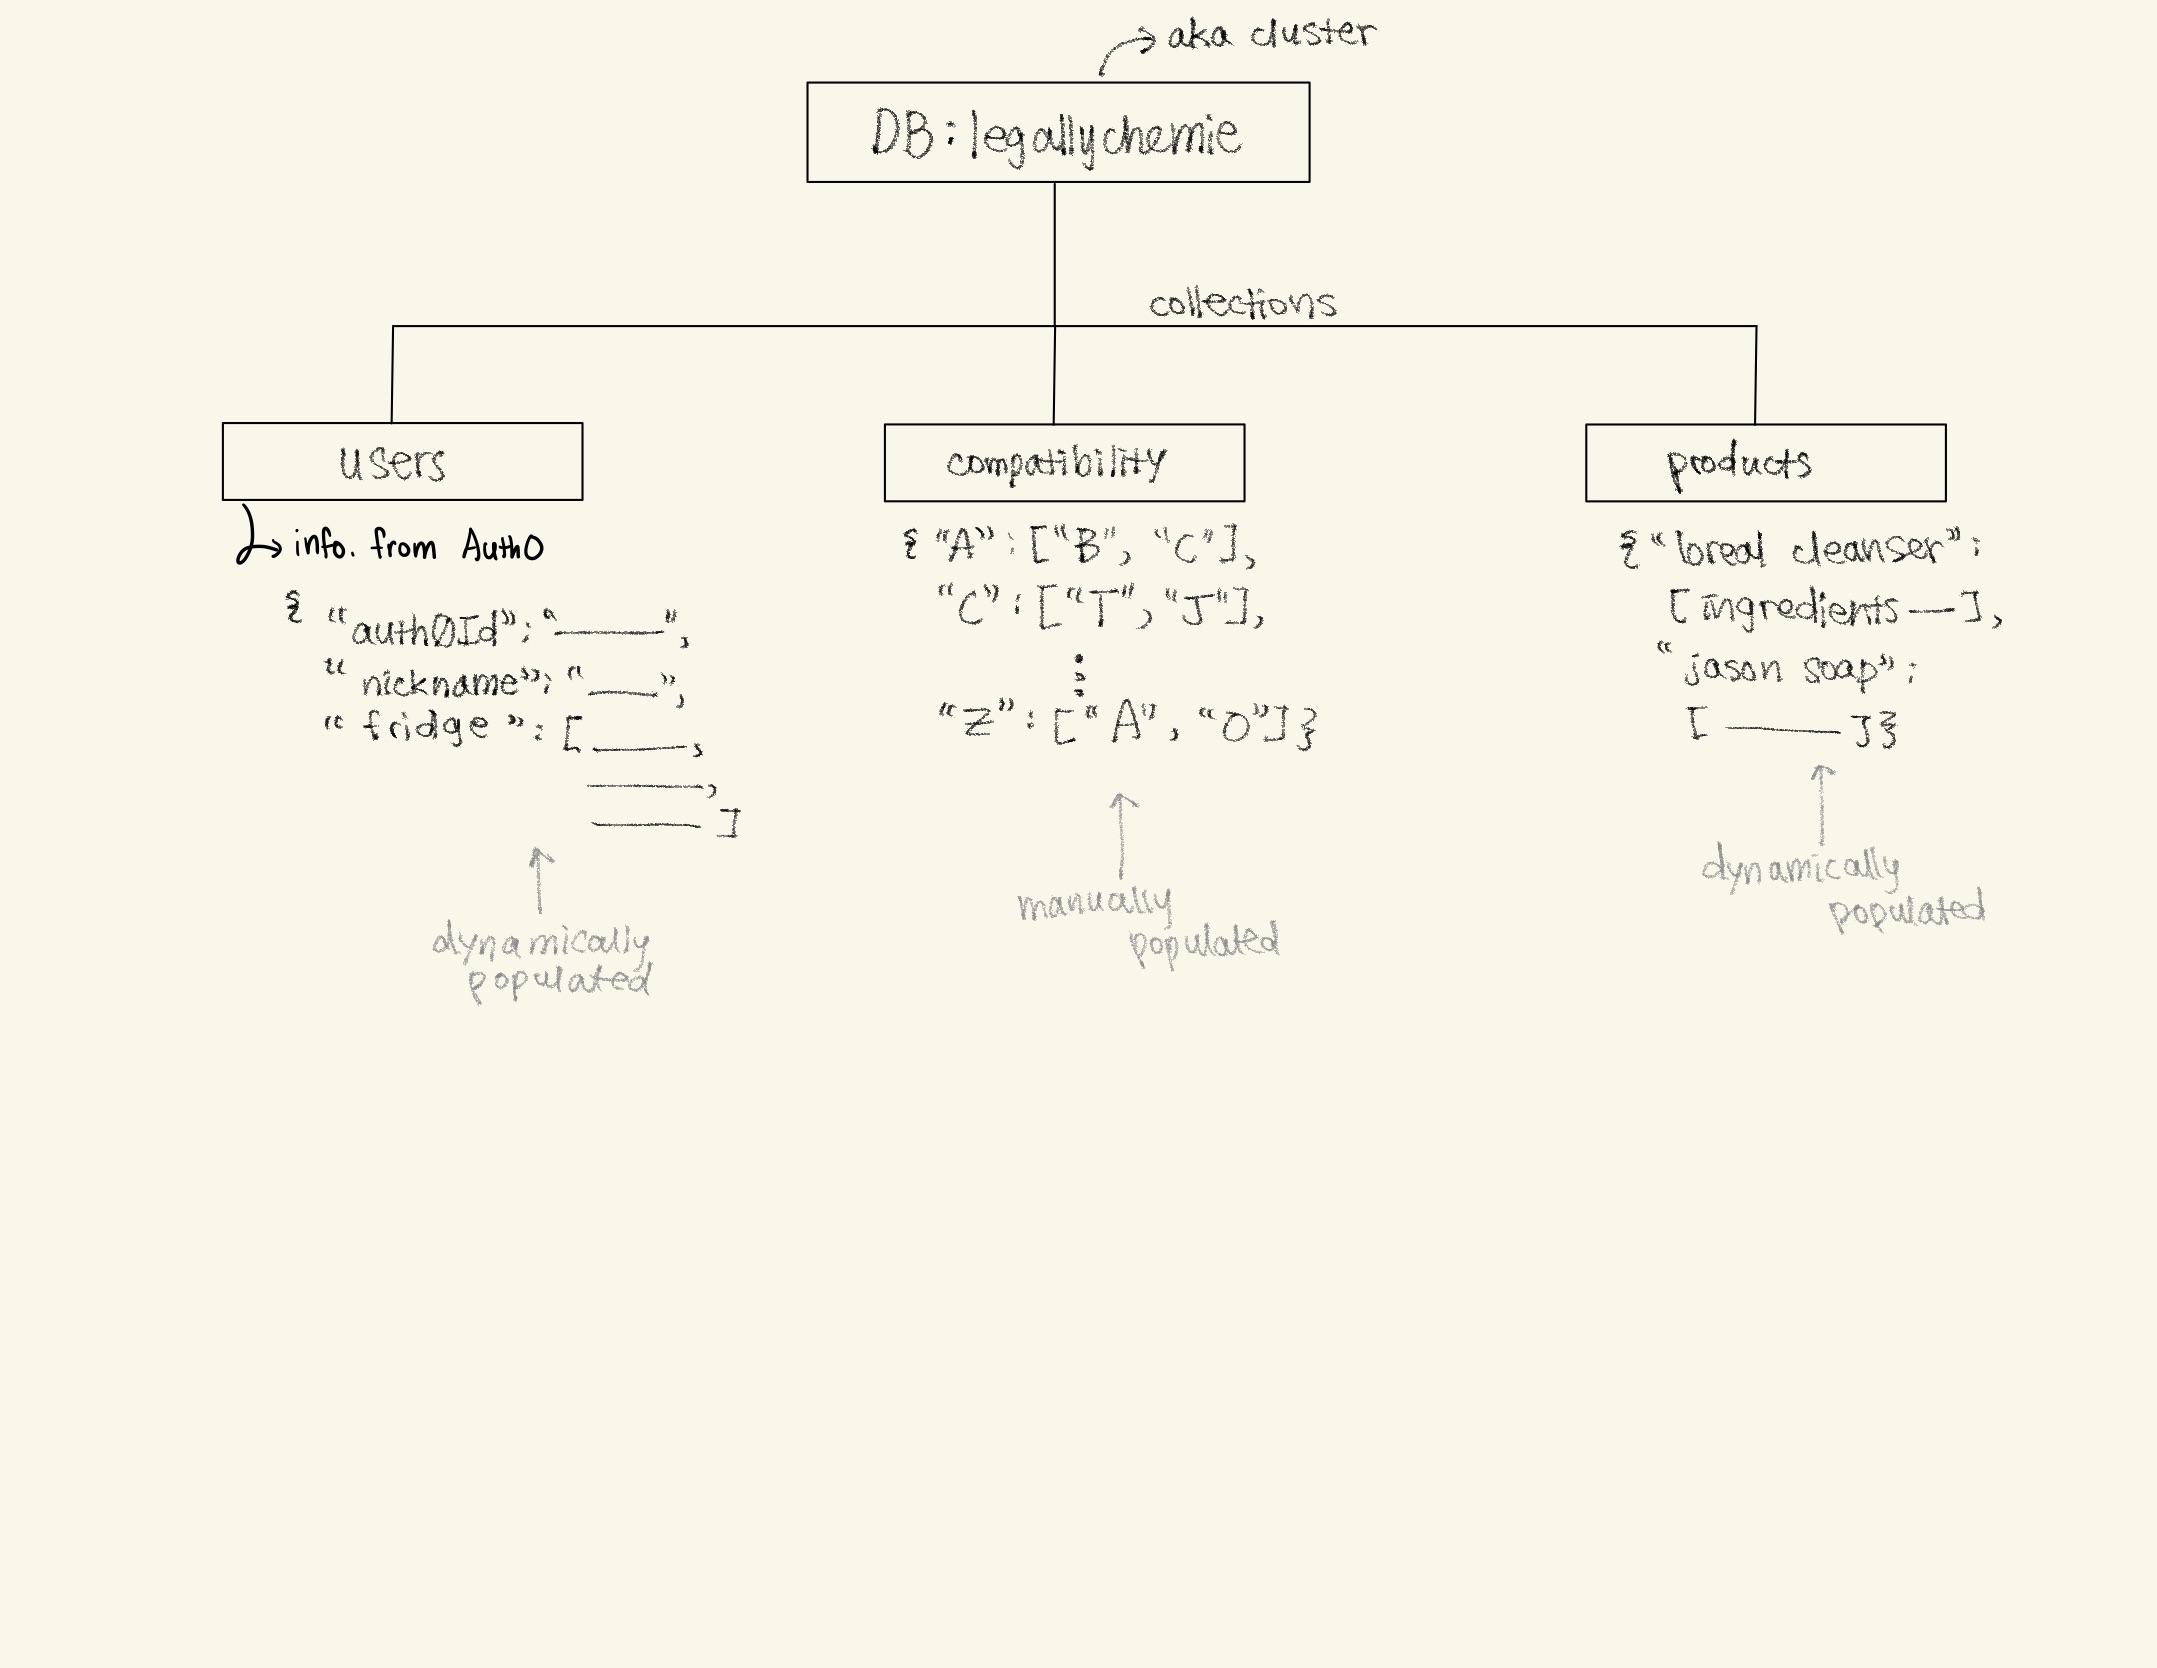 aka cluster
DB: legallychemie
collections
users
info. from Auth0
{ "auth0Id": "———",
"nickname": "——",
"fridge": [———,
———,
———]
dynamically
populated
compatibility
{ "A": ["B", "C"],
"C": ["T", "J"],
⋮
"Z": ["A", "O"]}
manually
populated
products
{ "loreal cleanser":
[ingredients —],
"jason soap":
[ ——— ]}
dynamically
populated